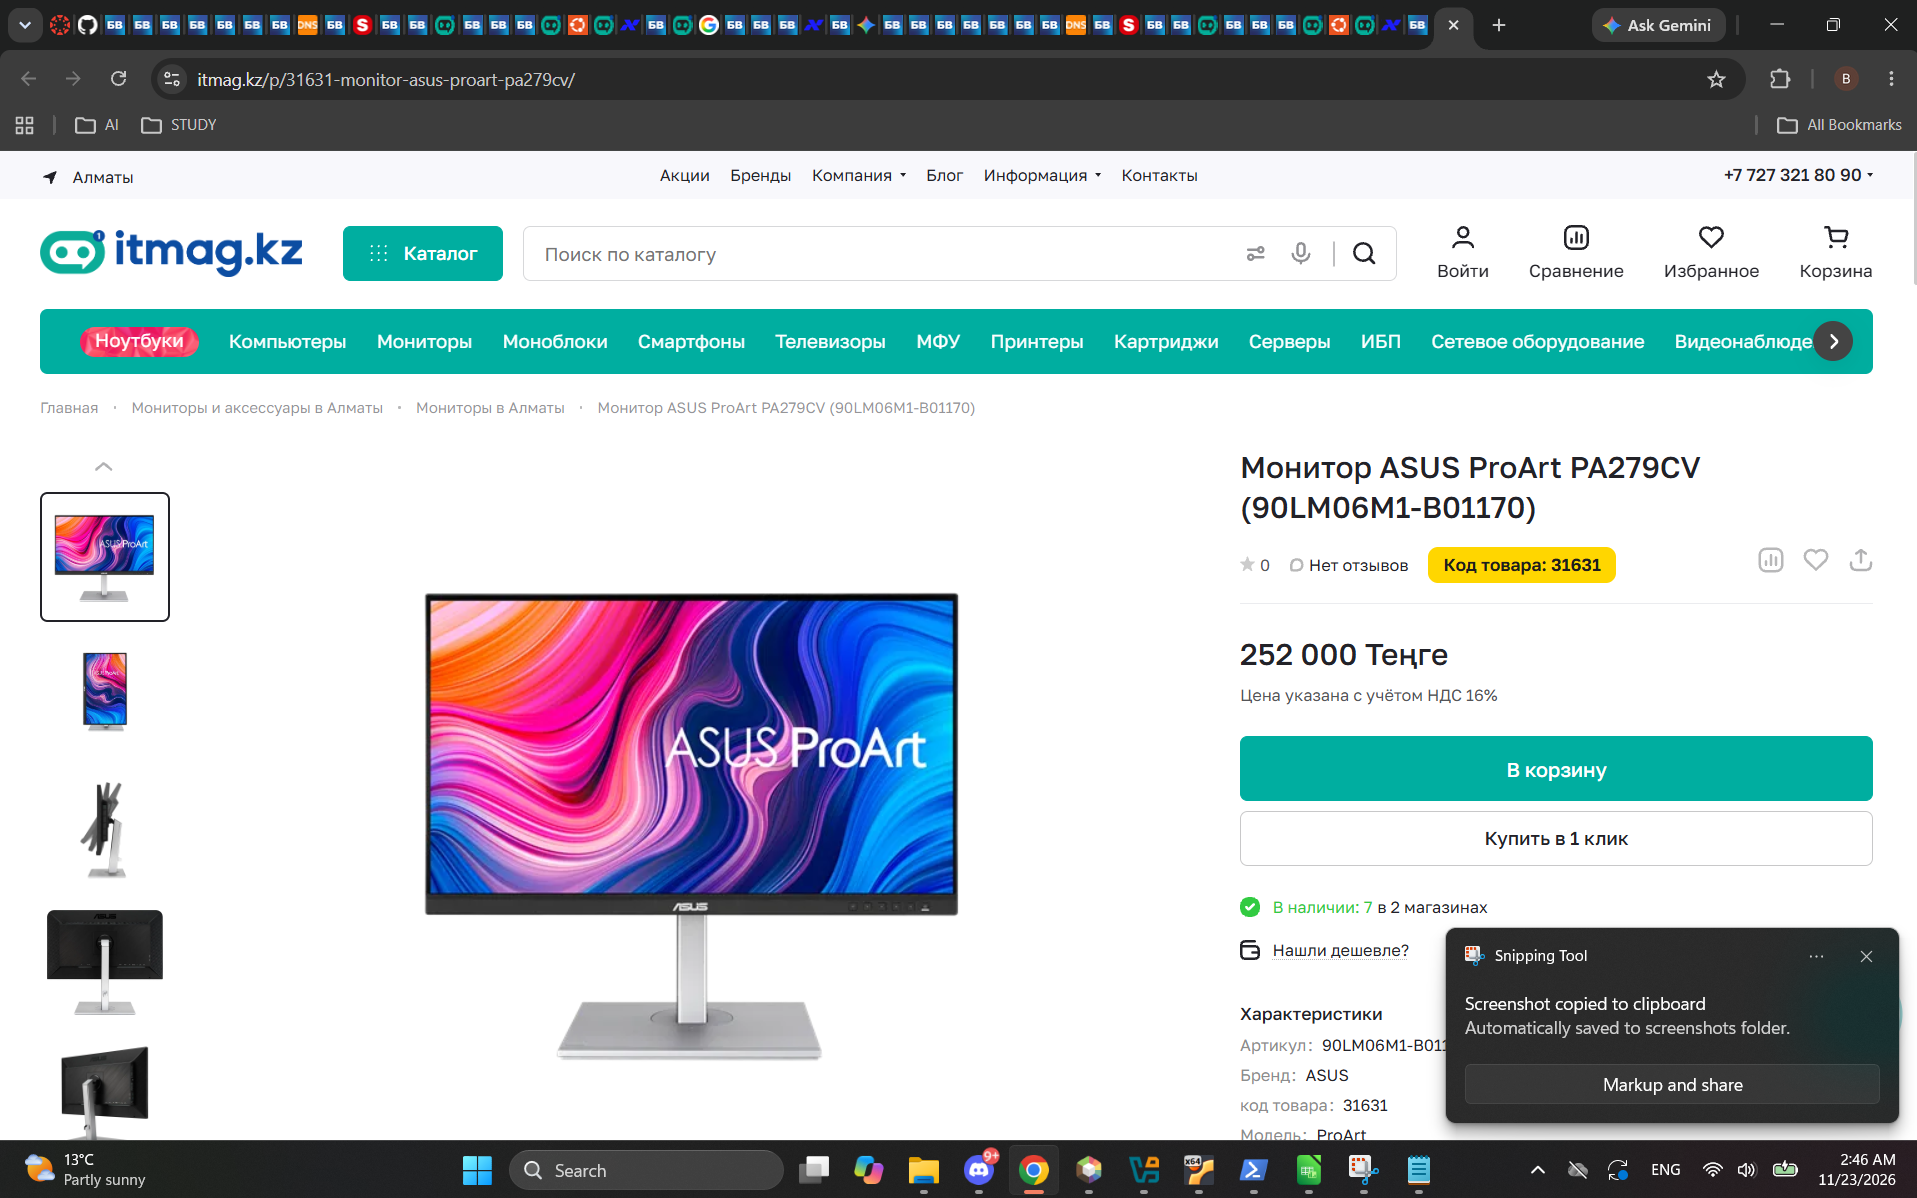 Ask Gemini
itmag.kz/p/31631-monitor-asus-proart-pa279cv/
B
AI
STUDY
All Bookmarks
Алматы
Акции
Бренды
Компания
Блог
Информация
Контакты
+7 727 321 80 90
itmag.kz
Каталог
Поиск по каталогу
Войти
Сравнение
Избранное
Корзина
Ноутбуки
Компьютеры
Мониторы
Моноблоки
Смартфоны
Телевизоры
МФУ
Принтеры
Картриджи
Серверы
ИБП
Сетевое оборудование
Видеонаблюде
Главная
Мониторы и аксессуары в Алматы
Мониторы в Алматы
Монитор ASUS ProArt PA279CV (90LM06M1-B01170)
ASUS ProArt
ASUS ProArt
ASUS
Монитор ASUS ProArt PA279CV
(90LM06M1-B01170)
0
Нет отзывов
Код товара: 31631
252 000 Теңге
Цена указана с учётом НДС 16%
В корзину
Купить в 1 клик
В наличии: 7 в 2 магазинах
Нашли дешевле?
Характеристики
Артикул: 90LM06M1-B011
Бренд: ASUS
код товара: 31631
Модель: ProArt
Snipping Tool
Screenshot copied to clipboard
Automatically saved to screenshots folder.
Markup and share
13°C
Partly sunny
Search
9+
X64
ENG
2:46 AM
11/23/2026